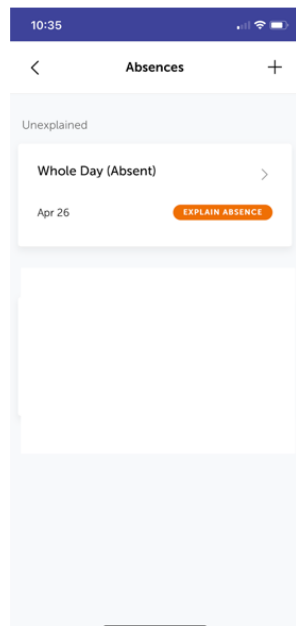 10:35
Absences
Unexplained
Whole Day (Absent)
Apr 26
EXPLAIN ABSENCE